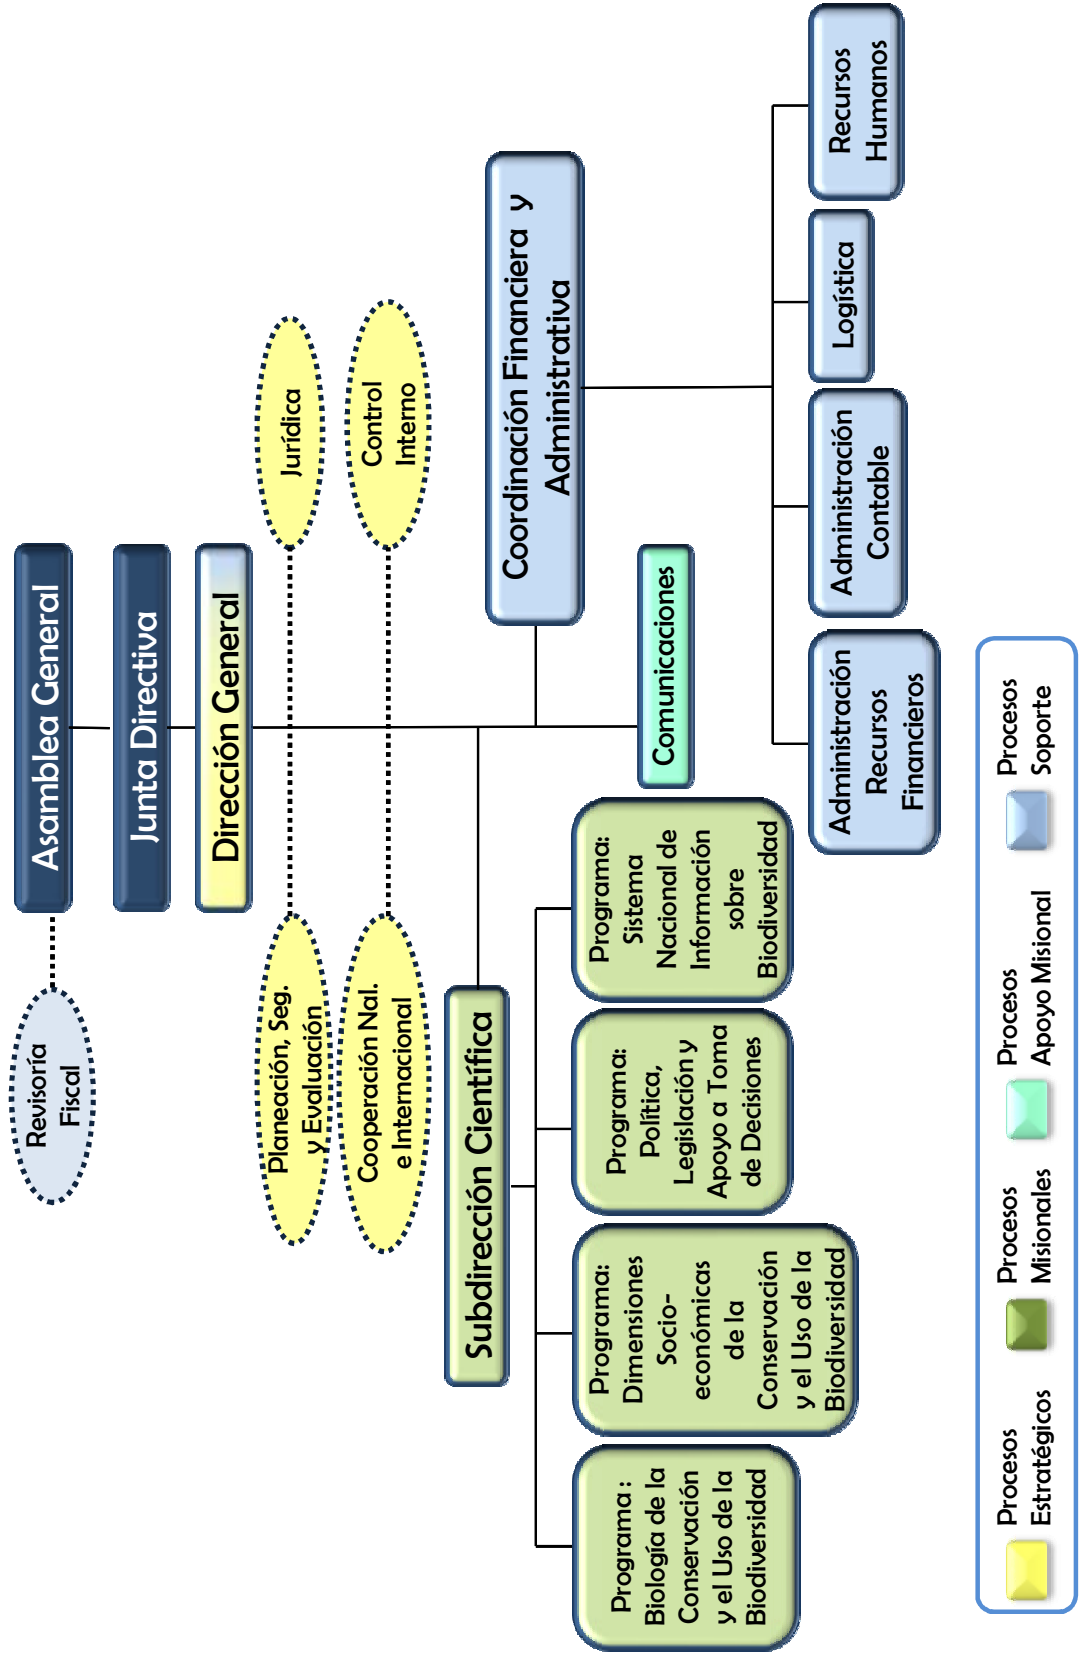 Asamblea General
Revisoría
Fiscal
Junta Directiva
Dirección General
Planeación, Seg.
y Evaluación
Jurídica
Cooperación Nal.
e Internacional
Control
Interno
Subdirección Científica
Coordinación Financiera y
Administrativa
Comunicaciones
Programa :
Biología de la
Conservación
y el Uso de la
Biodiversidad
Programa:
Dimensiones
Socio-
económicas
de la
Conservación
y el Uso de la
Biodiversidad
Programa:
Política,
Legislación y
Apoyo a Toma
de Decisiones
Programa:
Sistema
Nacional de
Información
sobre
Biodiversidad
Administración
Recursos
Financieros
Administración
Contable
Logística
Recursos
Humanos
Procesos
Estratégicos
Procesos
Misionales
Procesos
Apoyo Misional
Procesos
Soporte